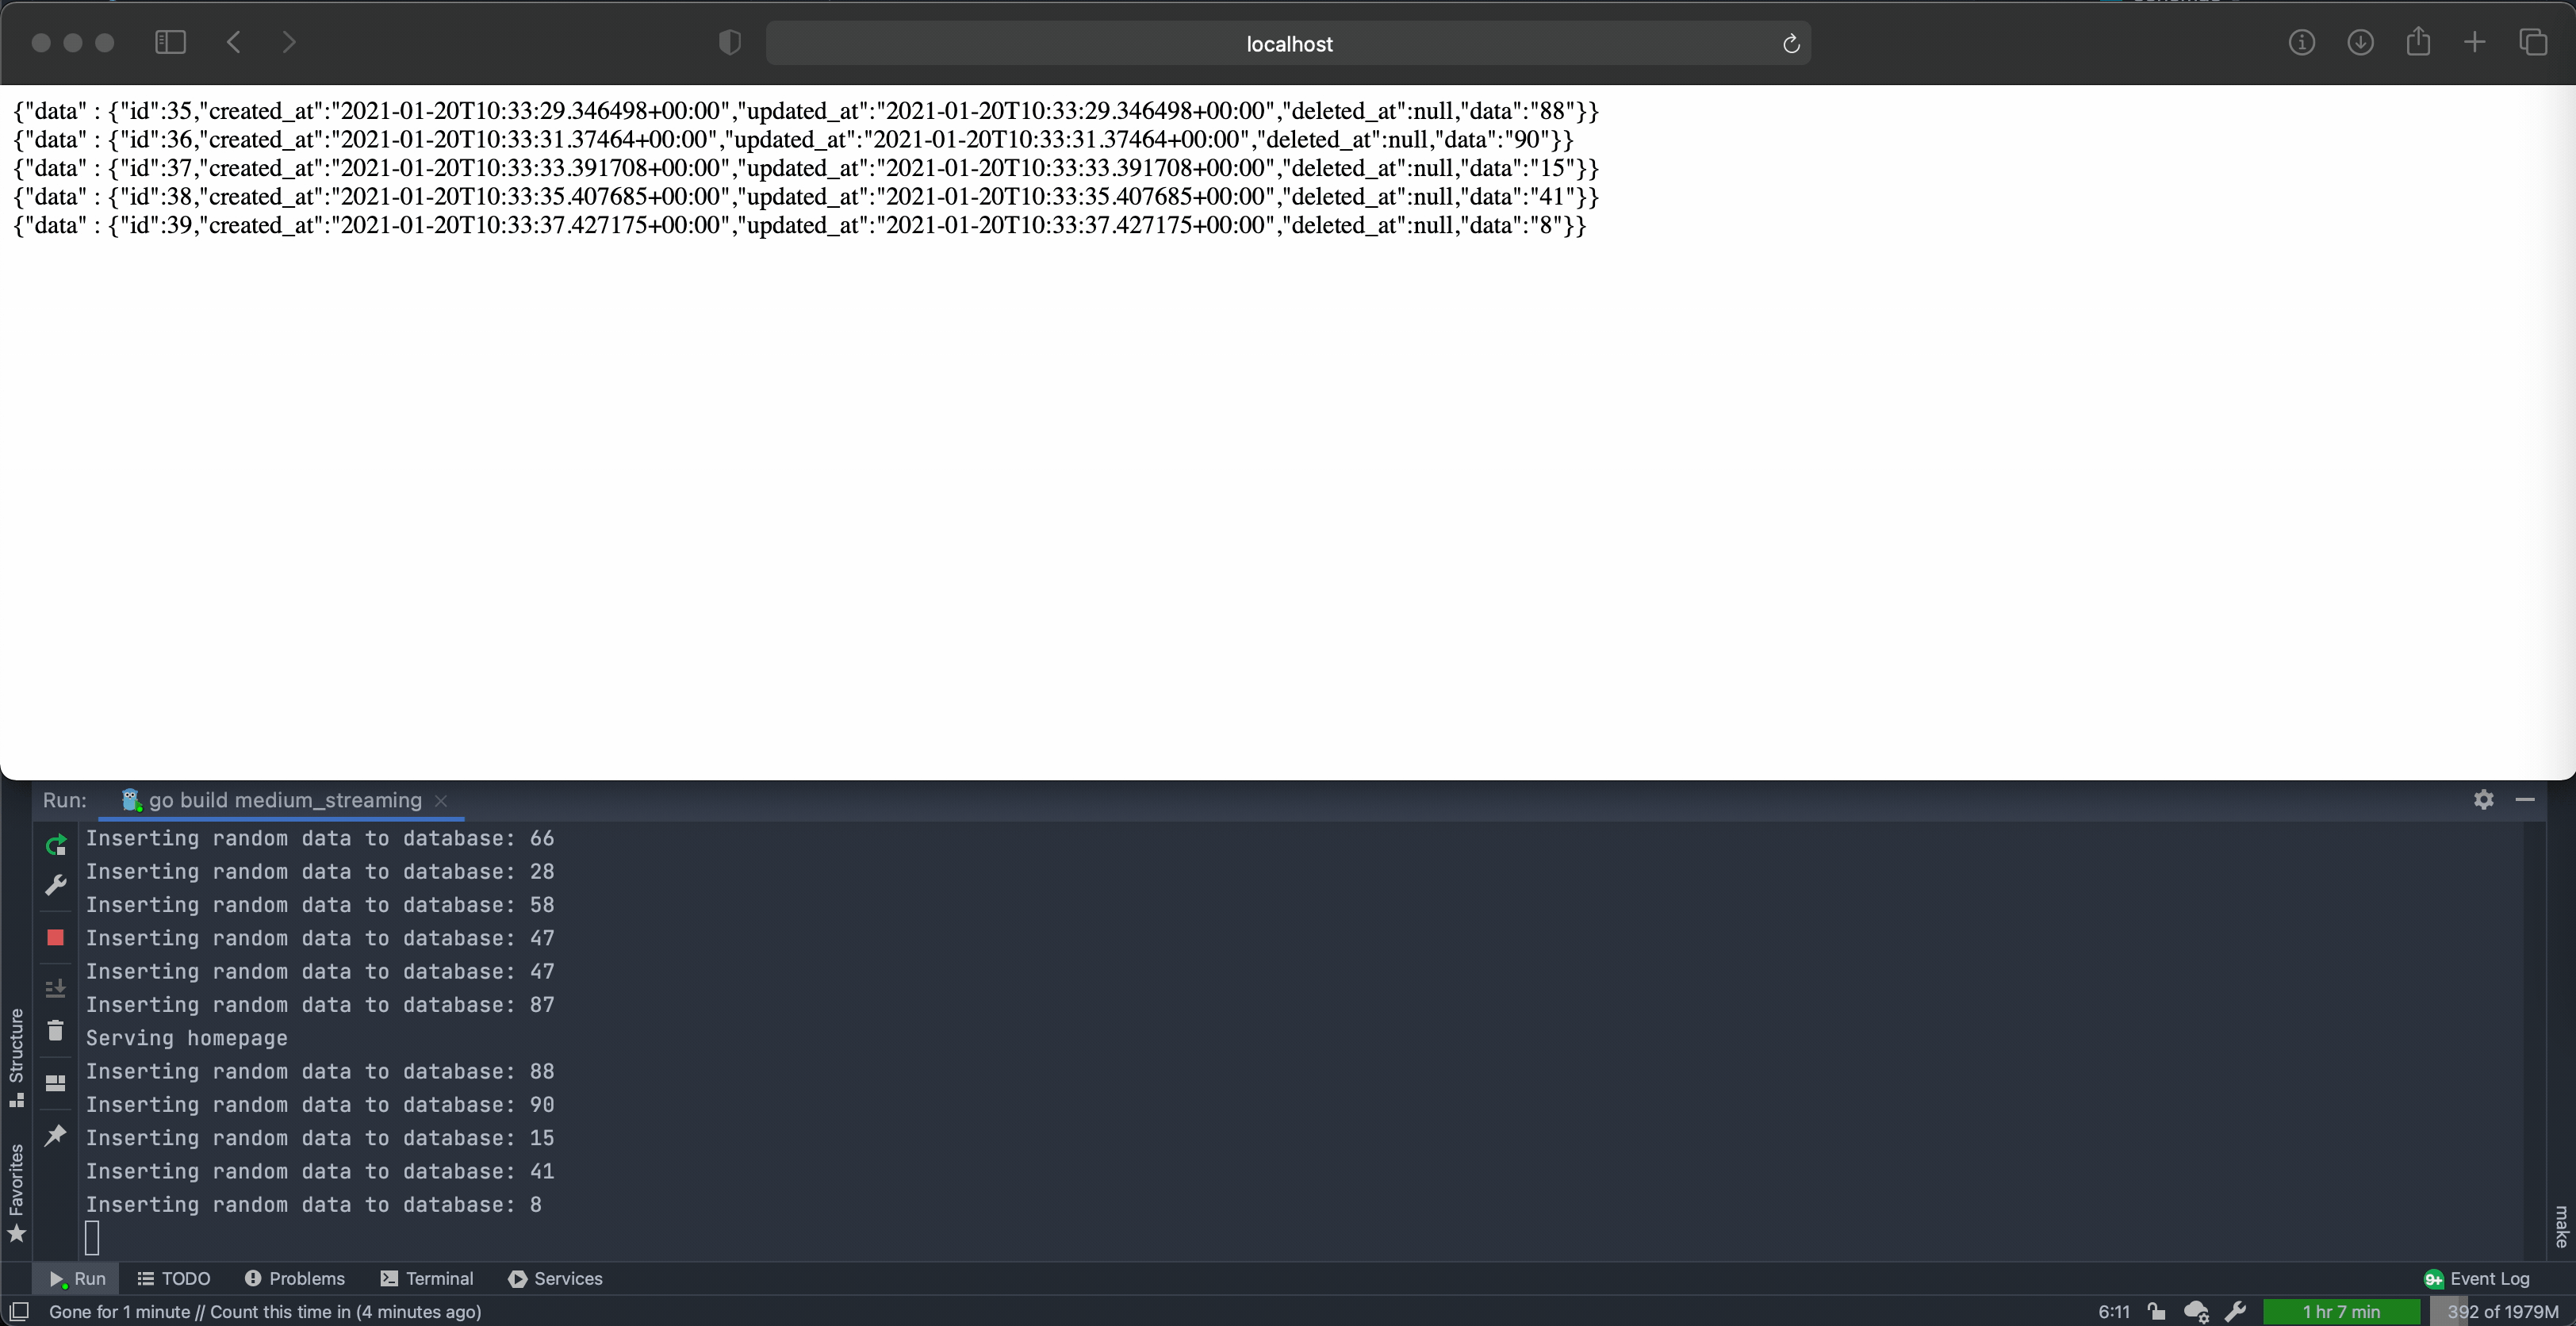 localhost
{"data" : {"id":35,"created_at":"2021-01-20T10:33:29.346498+00:00","updated_at":"2021-01-20T10:33:29.346498+00:00","deleted_at":null,"data":"88"}}
{"data" : {"id":36,"created_at":"2021-01-20T10:33:31.37464+00:00","updated_at":"2021-01-20T10:33:31.37464+00:00","deleted_at":null,"data":"90"}}
{"data" : {"id":37,"created_at":"2021-01-20T10:33:33.391708+00:00","updated_at":"2021-01-20T10:33:33.391708+00:00","deleted_at":null,"data":"15"}}
{"data" : {"id":38,"created_at":"2021-01-20T10:33:35.407685+00:00","updated_at":"2021-01-20T10:33:35.407685+00:00","deleted_at":null,"data":"41"}}
{"data" : {"id":39,"created_at":"2021-01-20T10:33:37.427175+00:00","updated_at":"2021-01-20T10:33:37.427175+00:00","deleted_at":null,"data":"8"}}
Run: go build medium_streaming
Inserting random data to database: 66
Inserting random data to database: 28
Inserting random data to database: 58
Inserting random data to database: 47
Inserting random data to database: 47
Inserting random data to database: 87
Serving homepage
Inserting random data to database: 88
Inserting random data to database: 90
Inserting random data to database: 15
Inserting random data to database: 41
Inserting random data to database: 8
Structure
Favorites
make
Run TODO Problems Terminal Services 9+ Event Log
Gone for 1 minute // Count this time in (4 minutes ago) 6:11 1 hr 7 min 392 of 1979M